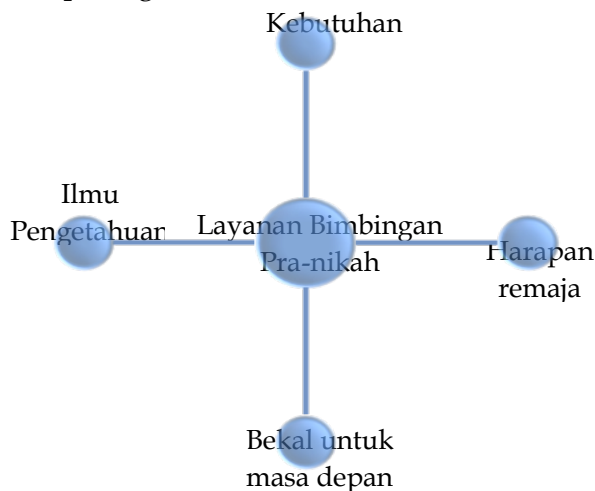 Kebutuhan
Ilmu
Pengetahuan
Layanan Bimbingan
Pra-nikah
Harapan
remaja
Bekal untuk
masa depan